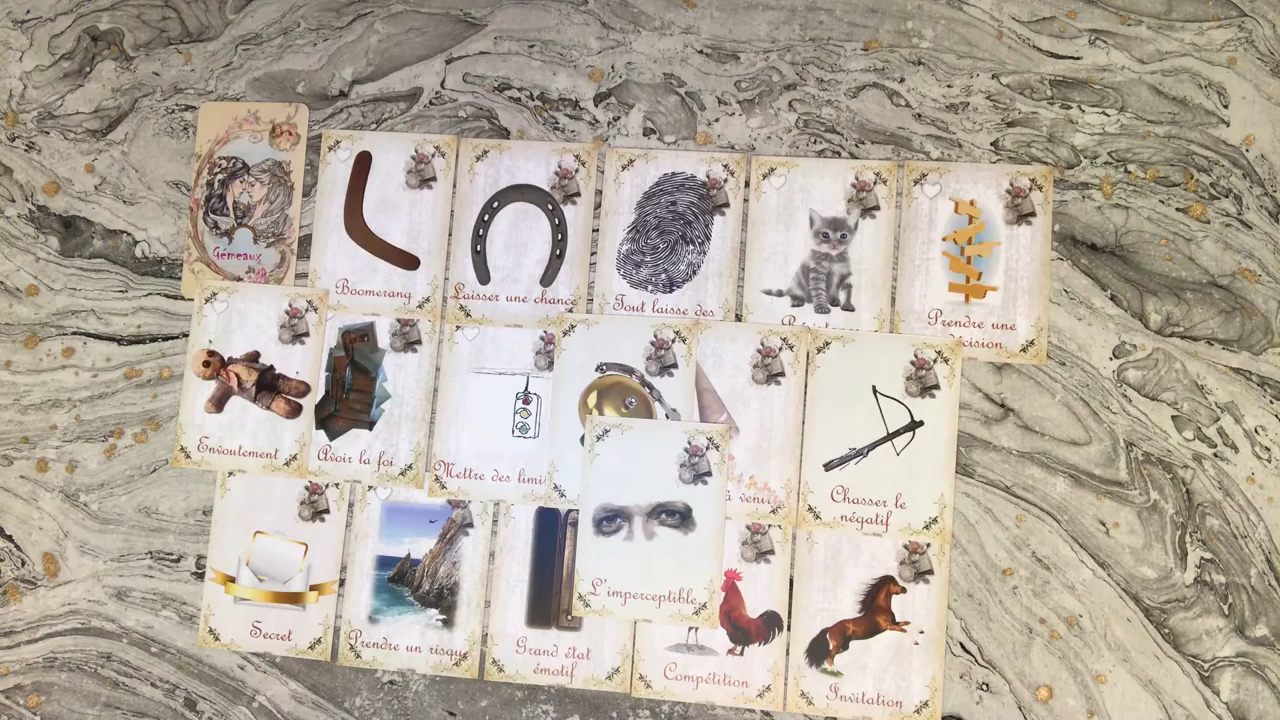 Gémeaux
Boomerang
Laisser une chance
Tout laisse des
Prendre une
Envoutement
Avoir la foi
Mettre des
à venir
Chasser le
négatif
Secret
Prendre un risque
Grand état
émotif
L'imperceptible
Compétition
Invitation